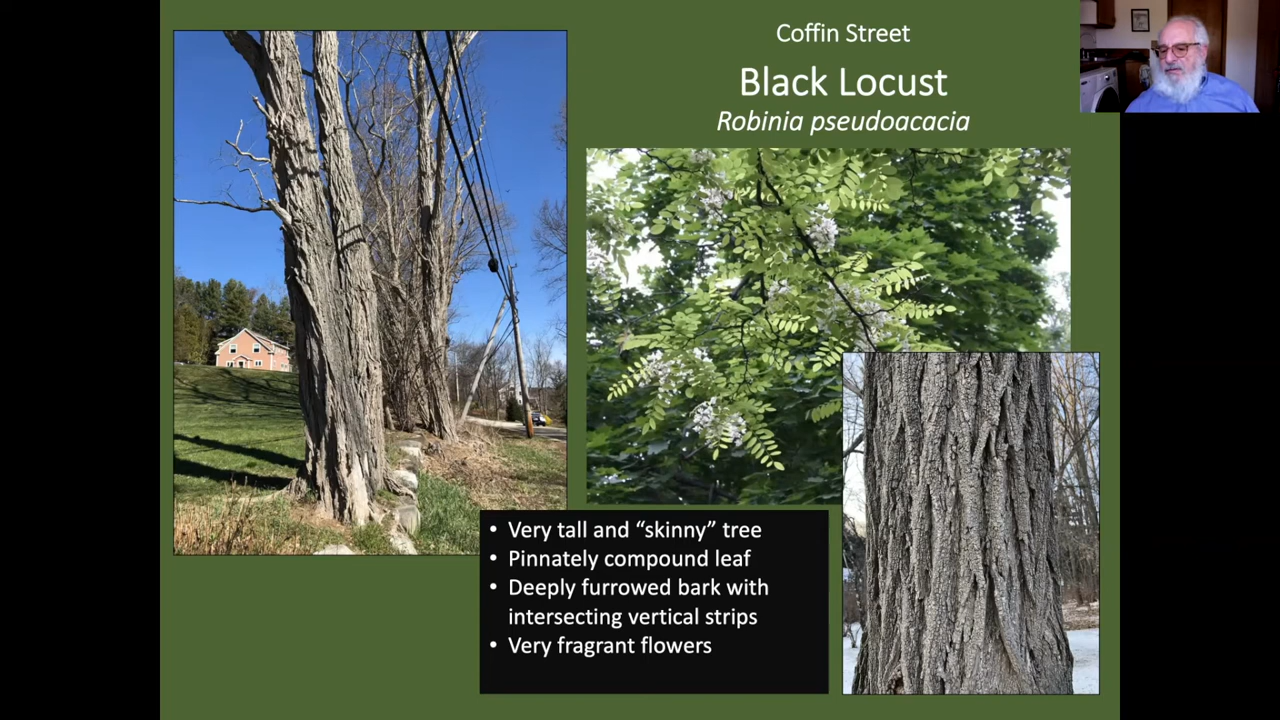 Coffin Street
Black Locust
Robinia pseudoacacia
• Very tall and “skinny” tree
• Pinnately compound leaf
• Deeply furrowed bark with
intersecting vertical strips
• Very fragrant flowers